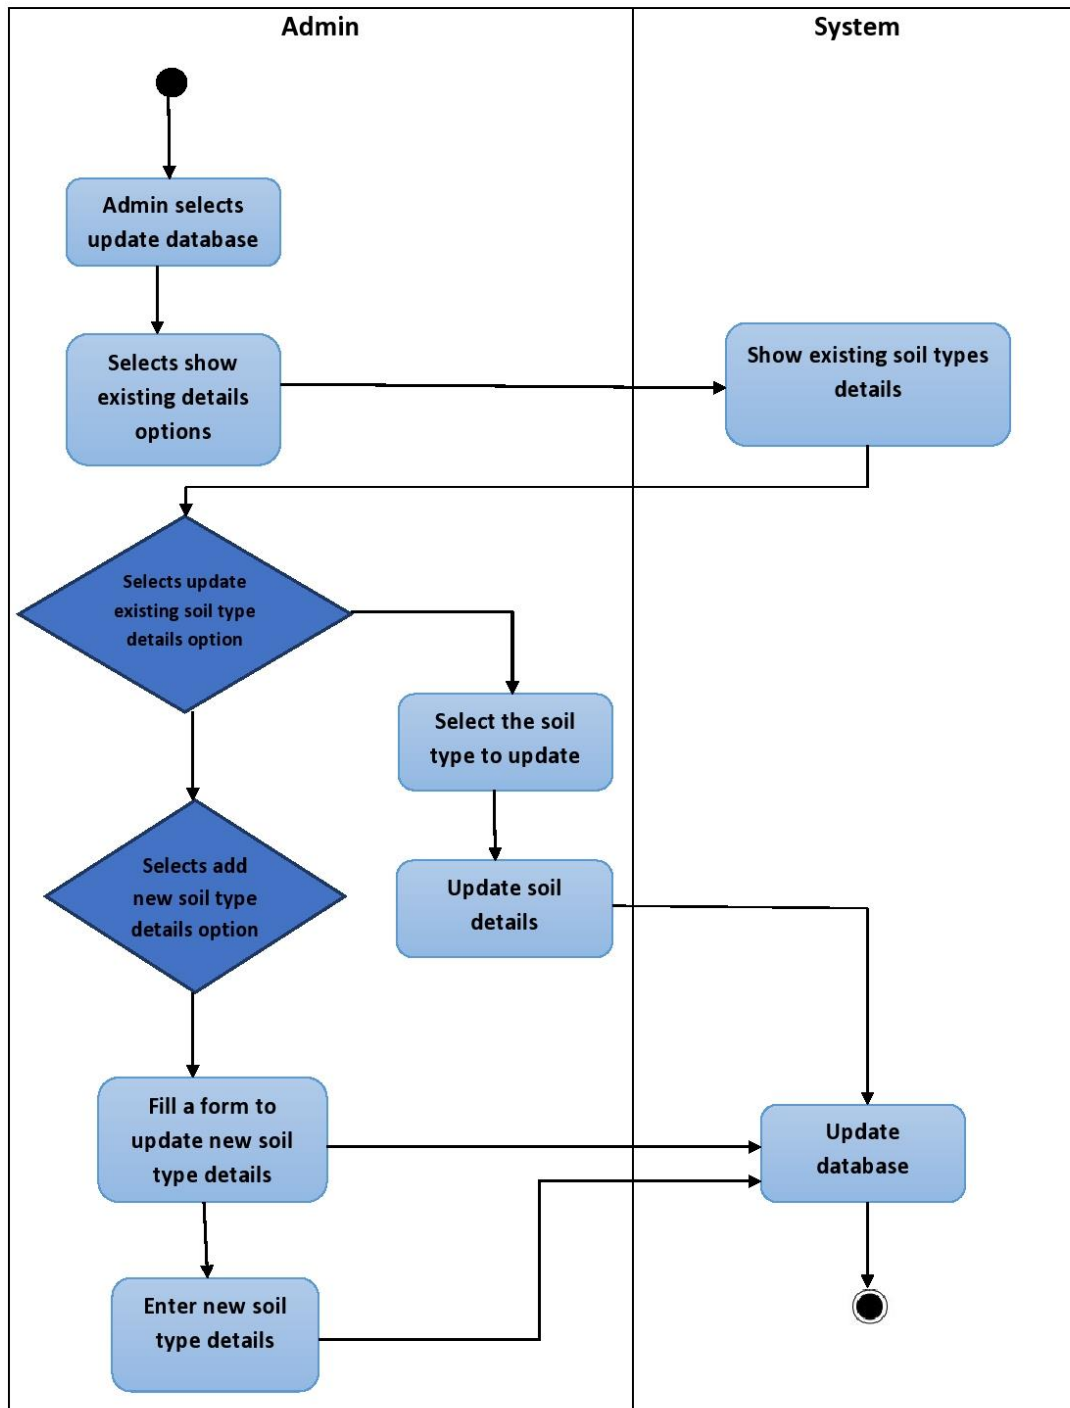 Admin
System
Admin selects
update database
Selects show
existing details
options
Show existing soil types
details
Selects update
existing soil type
details option
Select the soil
type to update
Selects add
new soil type
details option
Update soil
details
Fill a form to
update new soil
type details
Update
database
Enter new soil
type details